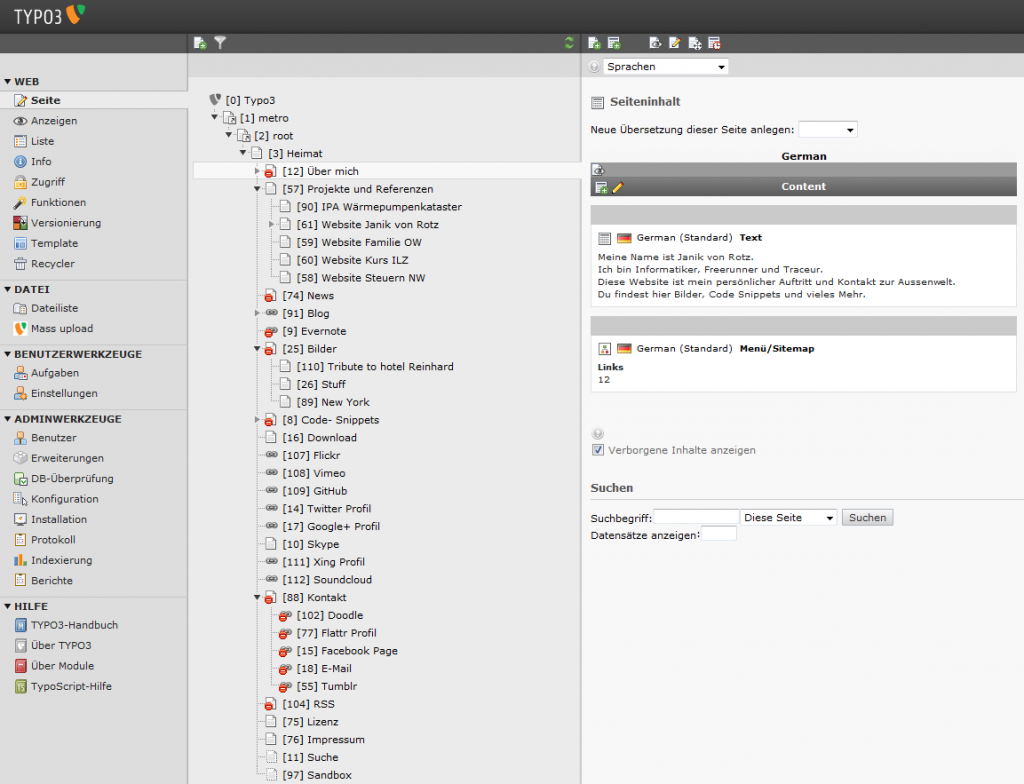 TYPO3
WEB
Seite
Anzeigen
Liste
Info
Zugriff
Funktionen
Versionierung
Template
Recycler
DATEI
Dateiliste
Mass upload
BENUTZERWERKZEUGE
Aufgaben
Einstellungen
ADMINWERKZEUGE
Benutzer
Erweiterungen
DB-Überprüfung
Konfiguration
Installation
Protokoll
Indexierung
Berichte
HILFE
TYPO3-Handbuch
Über TYPO3
Über Module
TypoScript-Hilfe
[0] Typo3
[1] metro
[2] root
[3] Heimat
[12] Über mich
[57] Projekte und Referenzen
[90] IPA Wärmepumpenkataster
[61] Website Janik von Rotz
[59] Website Familie OW
[60] Website Kurs ILZ
[58] Website Steuern NW
[74] News
[91] Blog
[9] Evernote
[25] Bilder
[110] Tribute to hotel Reinhard
[26] Stuff
[89] New York
[8] Code- Snippets
[16] Download
[107] Flickr
[108] Vimeo
[109] GitHub
[14] Twitter Profil
[17] Google+ Profil
[10] Skype
[111] Xing Profil
[112] Soundcloud
[88] Kontakt
[102] Doodle
[77] Flattr Profil
[15] Facebook Page
[18] E-Mail
[55] Tumblr
[104] RSS
[75] Lizenz
[76] Impressum
[11] Suche
[97] Sandbox
Sprachen
Seiteninhalt
Neue Übersetzung dieser Seite anlegen:
German
Content
German (Standard) Text
Meine Name ist Janik von Rotz.
Ich bin Informatiker, Freerunner und Traceur.
Diese Website ist mein persönlicher Auftritt und Kontakt zur Aussenwelt.
Du findest hier Bilder, Code Snippets und vieles Mehr.
German (Standard) Menü/Sitemap
Links
12
Verborgene Inhalte anzeigen
Suchen
Suchbegriff: Diese Seite Suchen
Datensätze anzeigen: